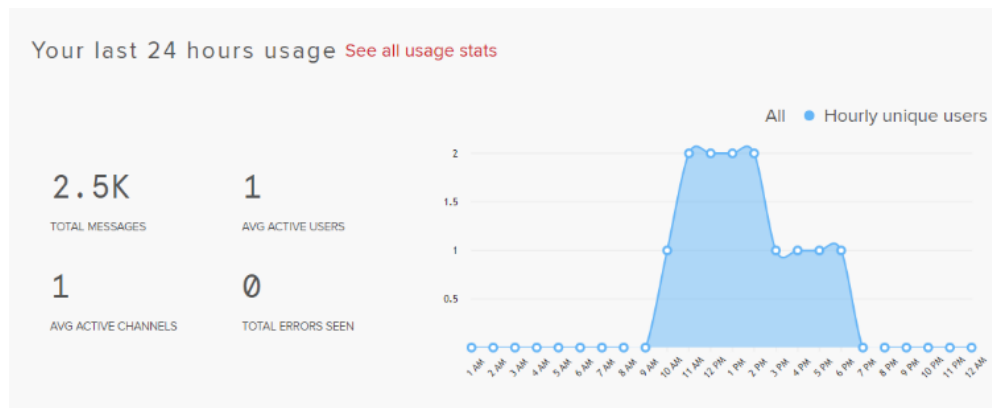 Your last 24 hours usage See all usage stats
All Hourly unique users
2.5K
TOTAL MESSAGES
1
AVG ACTIVE USERS
1
AVG ACTIVE CHANNELS
0
TOTAL ERRORS SEEN
2
1.5
1
0.5
1 AM 2 AM 3 AM 4 AM 5 AM 6 AM 7 AM 8 AM 9 AM 10 AM 11 AM 12 PM 1 PM 2 PM 3 PM 4 PM 5 PM 6 PM 7 PM 8 PM 9 PM 10 PM 11 PM 12 AM